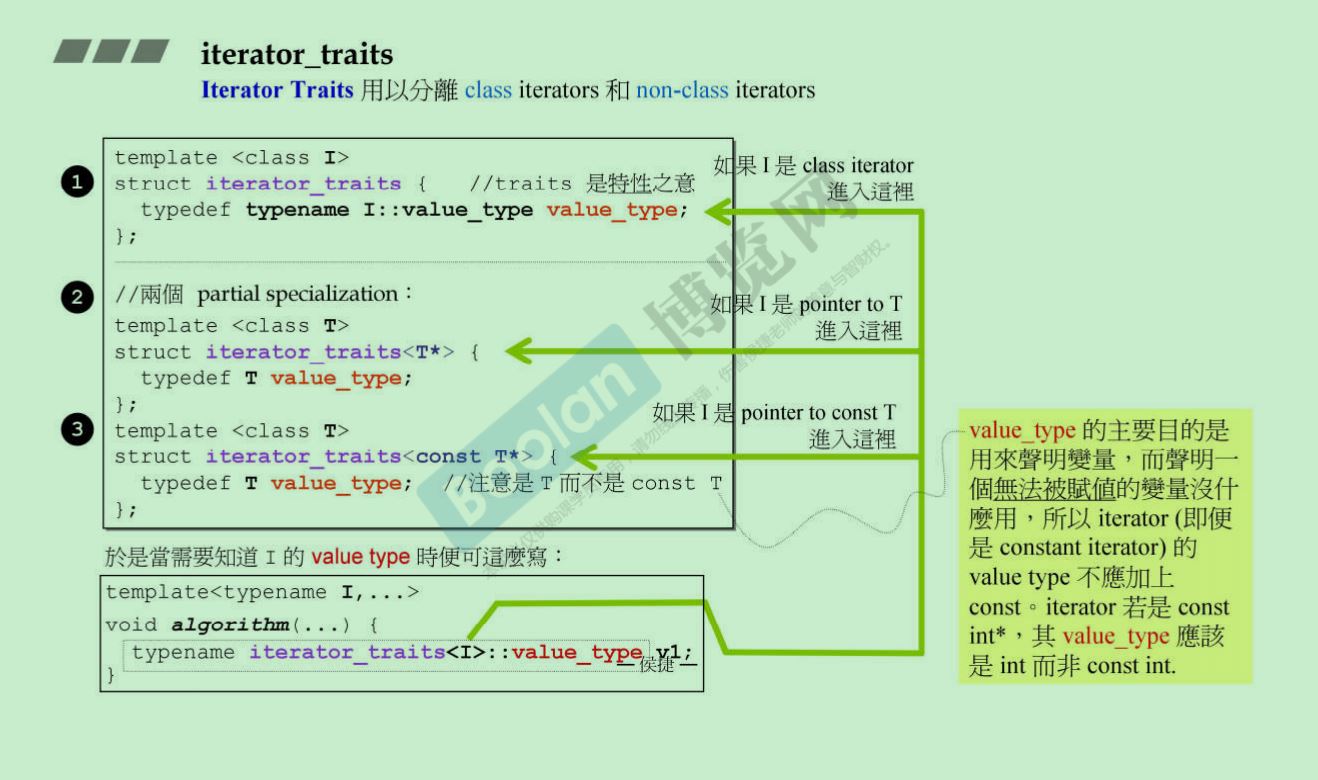 iterator_traits
Iterator Traits 用以分離 class iterators 和 non-class iterators
1
template <class I>
struct iterator_traits { //traits 是特性之意
typedef typename I::value_type value_type;
};
如果 I 是 class iterator
進入這裡
2
//兩個 partial specialization：
template <class T>
struct iterator_traits<T*> {
typedef T value_type;
};
如果 I 是 pointer to T
進入這裡
3
template <class T>
struct iterator_traits<const T*> {
typedef T value_type; //注意是 T 而不是 const T
};
如果 I 是 pointer to const T
進入這裡
於是當需要知道 I 的 value type 時便可這麼寫：
template<typename I,...>
void algorithm(...) {
typename iterator_traits<I>::value_type v1;
}
— 侯捷 —
value_type 的主要目的是
用來聲明變量，而聲明一
個無法被賦值的變量沒什
麼用，所以 iterator (即便
是 constant iterator) 的
value type 不應加上
const。iterator 若是 const
int*，其 value_type 應該
是 int 而非 const int.
Boolan 博览网